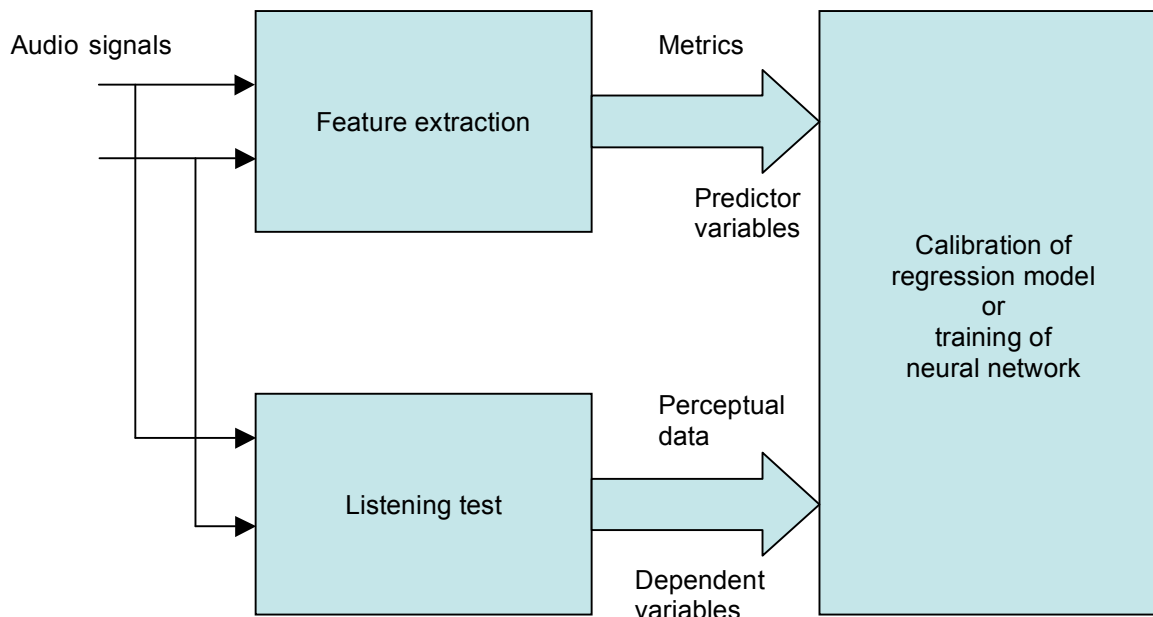 Audio signals
Feature extraction
Metrics
Predictor
variables
Calibration of
regression model
or
training of
neural network
Listening test
Perceptual
data
Dependent
variables